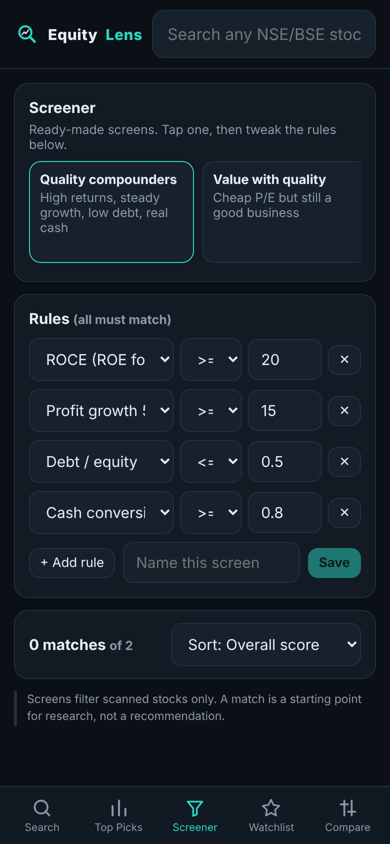 Equity Lens
Search any NSE/BSE stoc
Screener
Ready-made screens. Tap one, then tweak the rules
below.
Quality compounders
High returns, steady
growth, low debt, real
cash
Value with quality
Cheap P/E but still a
good business
Rules (all must match)
ROCE (ROE fo >= 20 ×
Profit growth 5 >= 15 ×
Debt / equity <= 0.5 ×
Cash conversi >= 0.8 ×
+ Add rule Name this screen Save
0 matches of 2 Sort: Overall score
Screens filter scanned stocks only. A match is a starting point
for research, not a recommendation.
Search Top Picks Screener Watchlist Compare